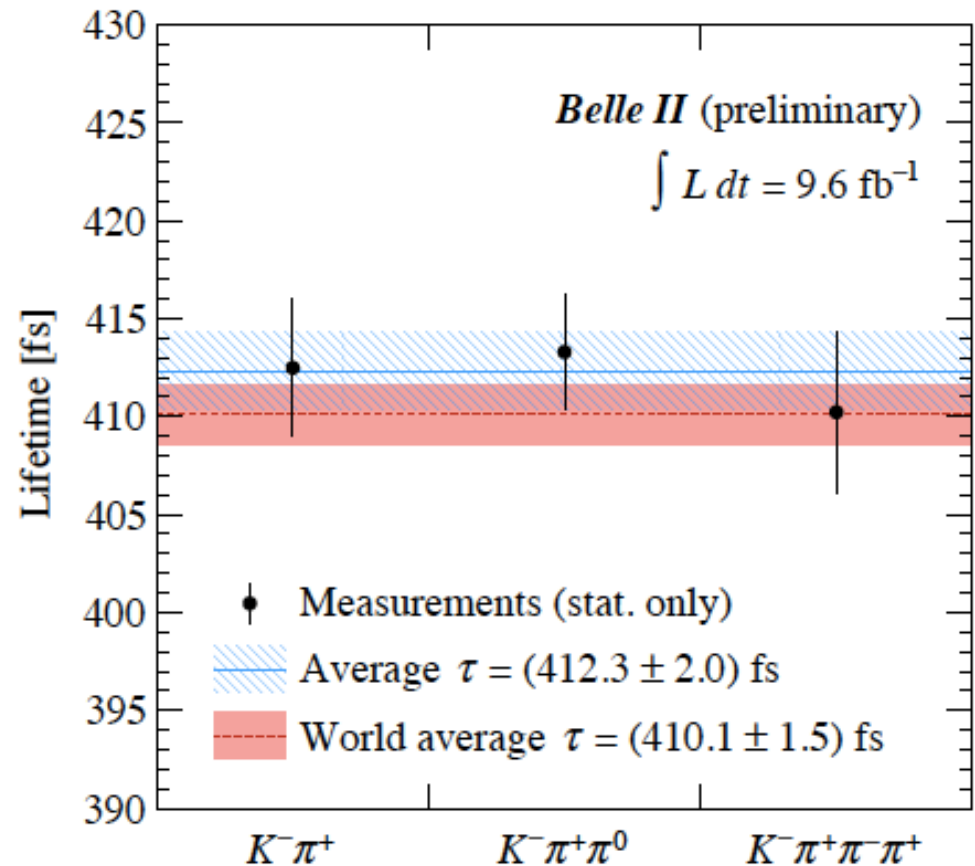 430
425
420
415
410
405
400
395
390
Lifetime [fs]
Belle II (preliminary)
∫ L dt = 9.6 fb⁻¹
Measurements (stat. only)
Average τ = (412.3 ± 2.0) fs
World average τ = (410.1 ± 1.5) fs
K⁻π⁺
K⁻π⁺π⁰
K⁻π⁺π⁻π⁺